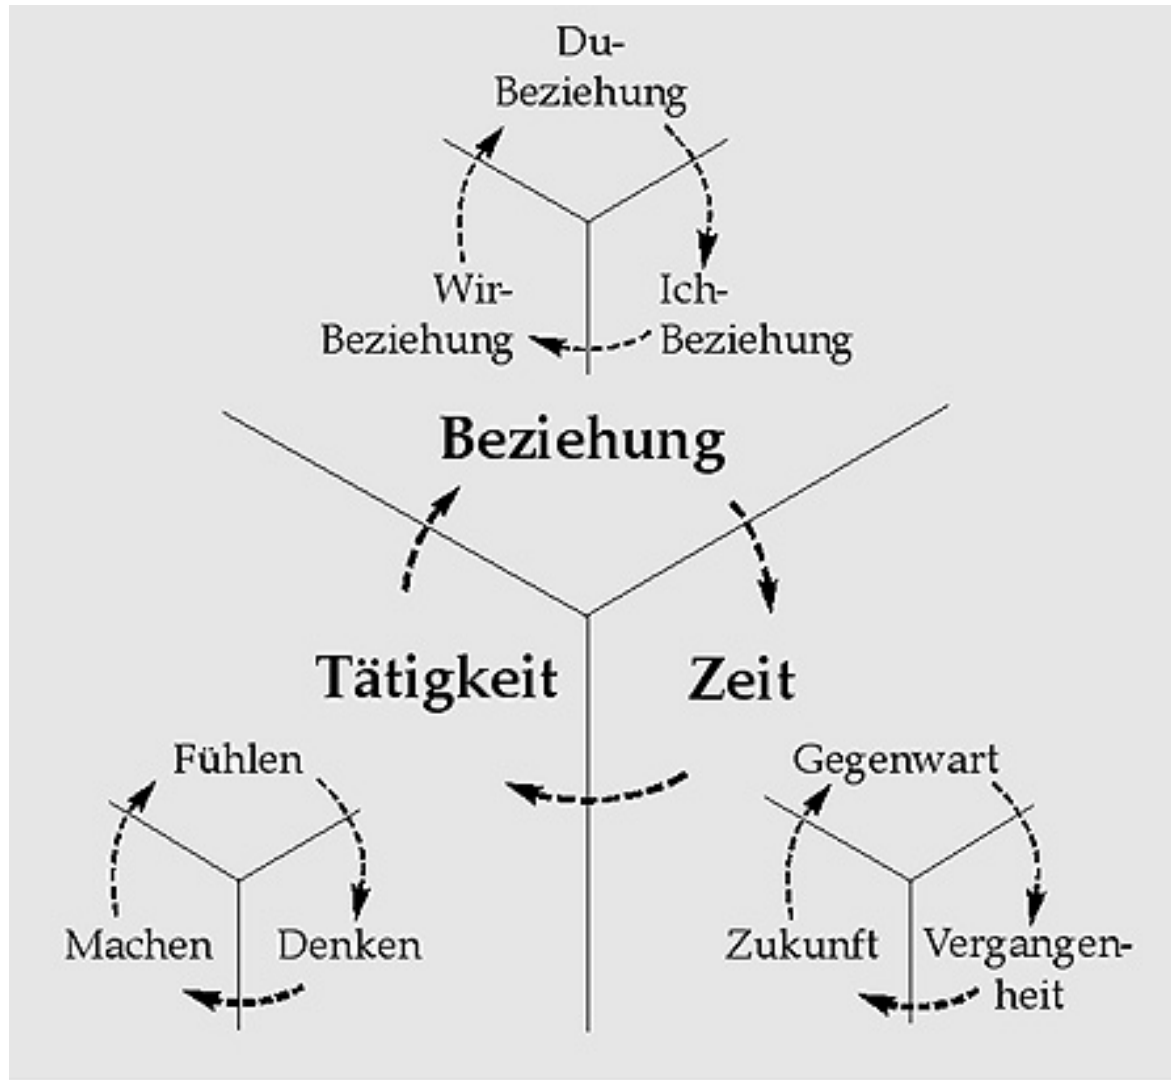 Du-
Beziehung
Wir-
Beziehung
Ich-
Beziehung
Beziehung
Tätigkeit
Zeit
Fühlen
Machen
Denken
Gegenwart
Zukunft
Vergangen-
heit